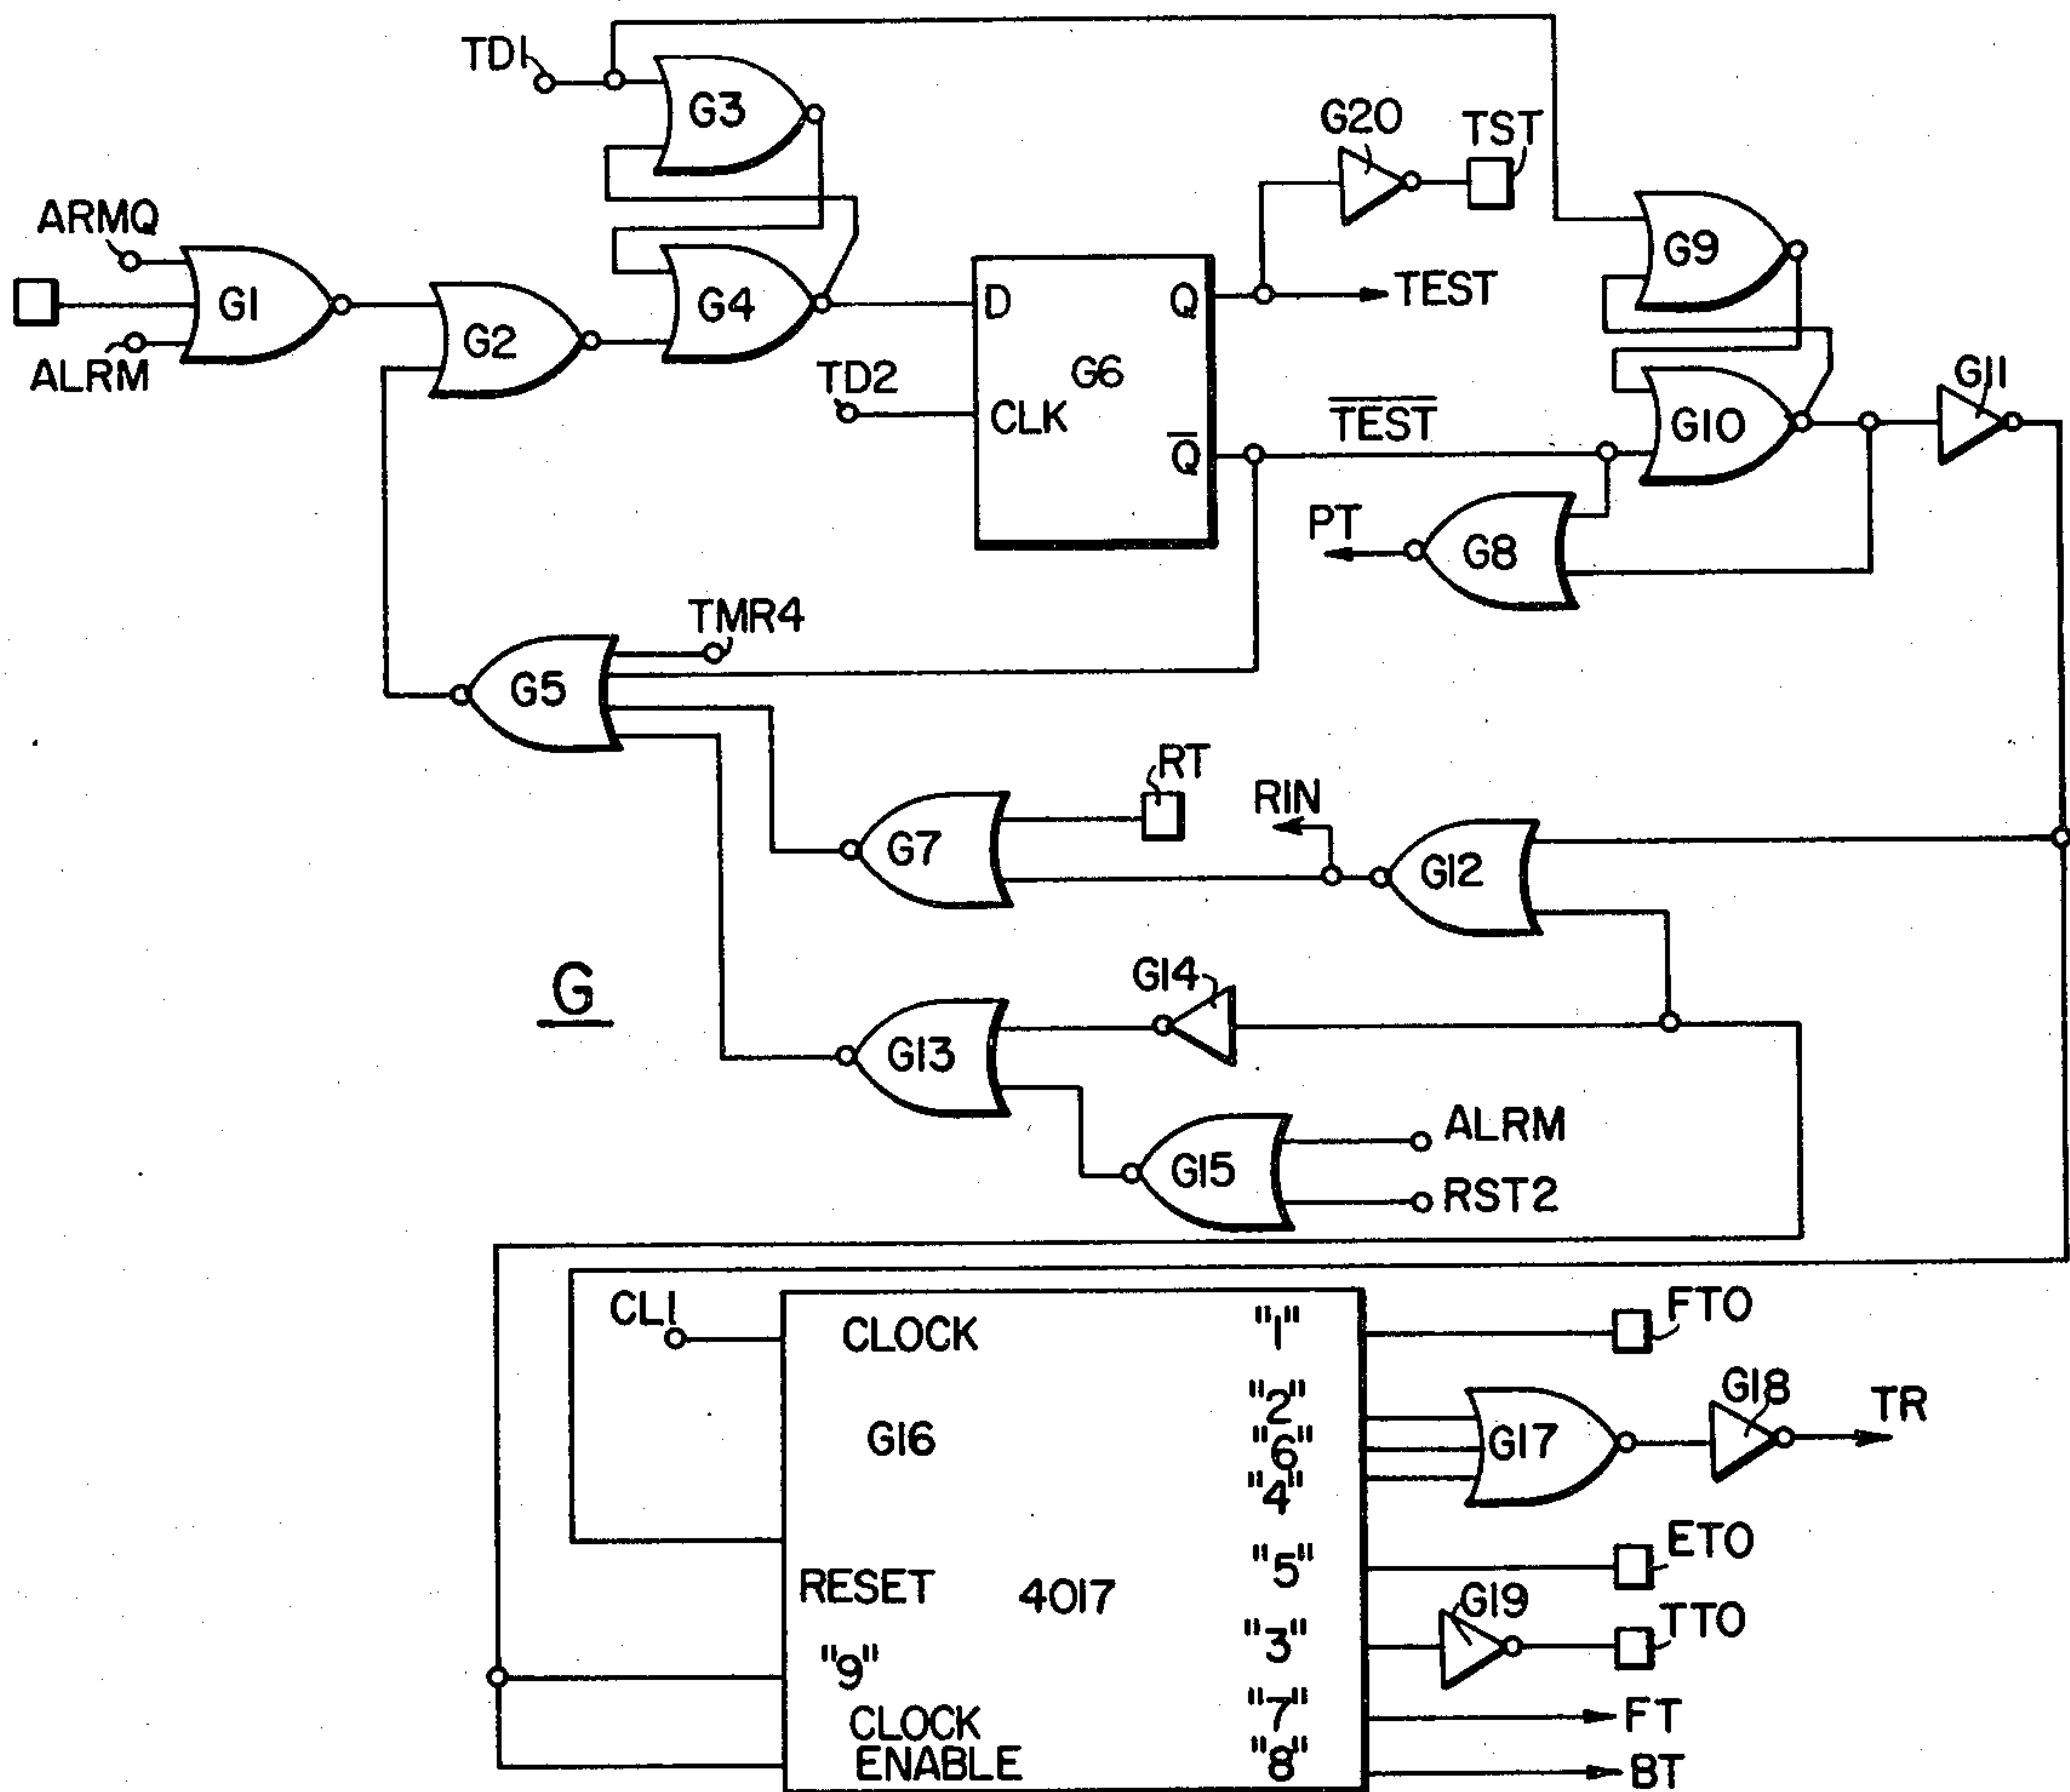 TD1
G3
G20
TST
ARMQ
G9
G1
G2
G4
D
Q
TEST
ALRM
TD2
G6
G11
CLK
TEST
G10
Q
PT
G8
TMR4
G5
RT
RIN
G7
G12
G14
G
G13
ALRM
G15
RST2
CL1
CLOCK
"1"
FTO
"2"
G18
TR
G16
"6"
G17
"4"
"5"
ETO
RESET
4017
G19
"3"
TTO
"9"
"7"
FT
CLOCK
ENABLE
"8"
BT